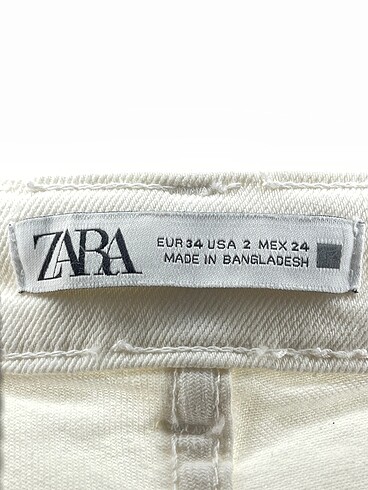 ZARA
EUR 34 USA 2 MEX 24
MADE IN BANGLADESH